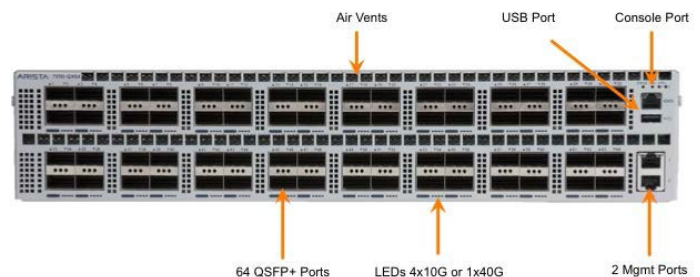 Air Vents
USB Port
Console Port
ARISTA
64 QSFP+ Ports
LEDs 4x10G or 1x40G
2 Mgmt Ports